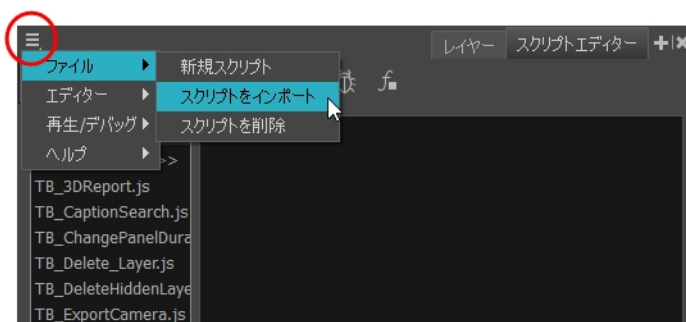 レイヤー スクリプトエディター
ファイル 新規スクリプト
エディター スクリプトをインポート
再生/デバッグ スクリプトを削除
ヘルプ >>
TB_3DReport.js
TB_CaptionSearch.js
TB_ChangePanelDura
TB_Delete_Layer.js
TB_DeleteHiddenLaye
TB_ExportCamera.js